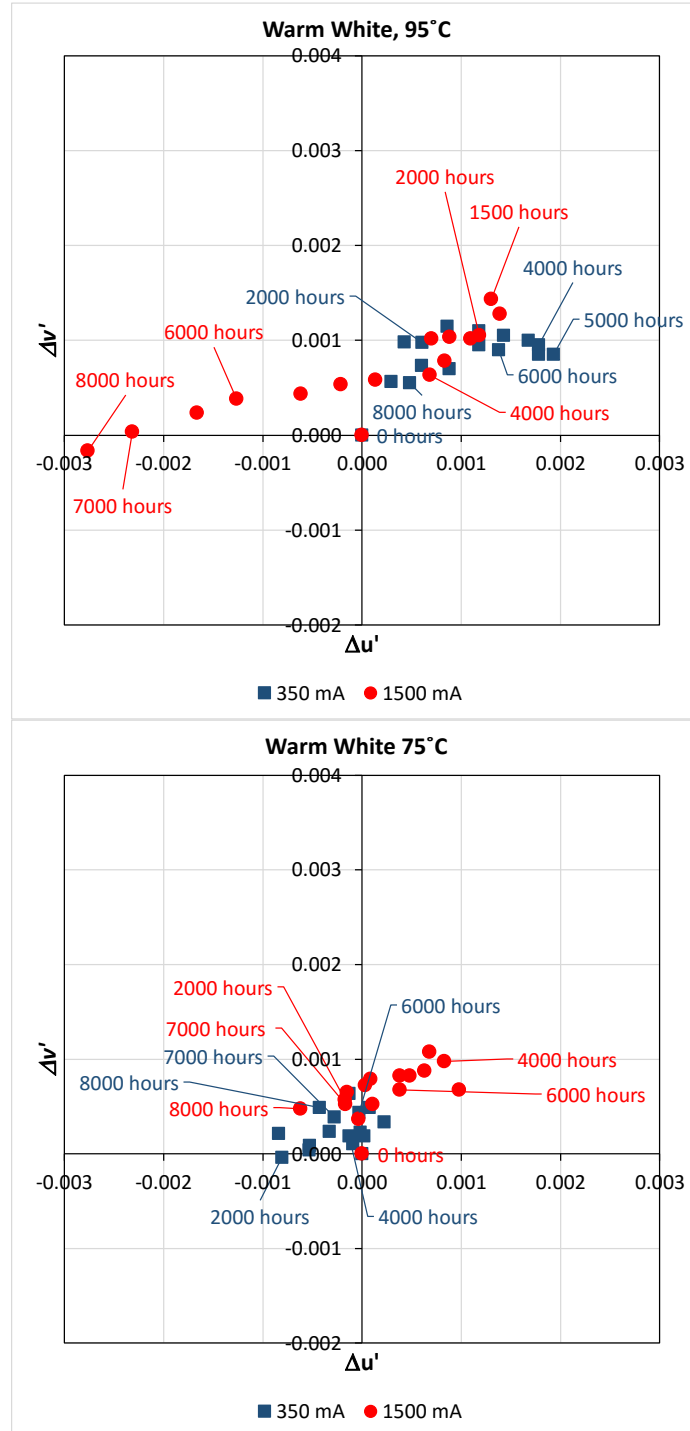 Warm White, 95˚C
0.004
0.003
2000 hours
1500 hours
0.002
4000 hours
2000 hours
5000 hours
Δv'
6000 hours
0.001
6000 hours
8000 hours
8000 hours
4000 hours
0.000
0 hours
-0.003
-0.002
-0.001
0.000
0.001
0.002
0.003
7000 hours
-0.001
-0.002
Δu'
350 mA
1500 mA
Warm White 75˚C
0.004
0.003
0.002
2000 hours
6000 hours
7000 hours
Δv'
7000 hours
0.001
4000 hours
8000 hours
8000 hours
6000 hours
0.000
0 hours
-0.003
-0.002
-0.001
0.000
0.001
0.002
0.003
2000 hours
4000 hours
-0.001
-0.002
Δu'
350 mA
1500 mA